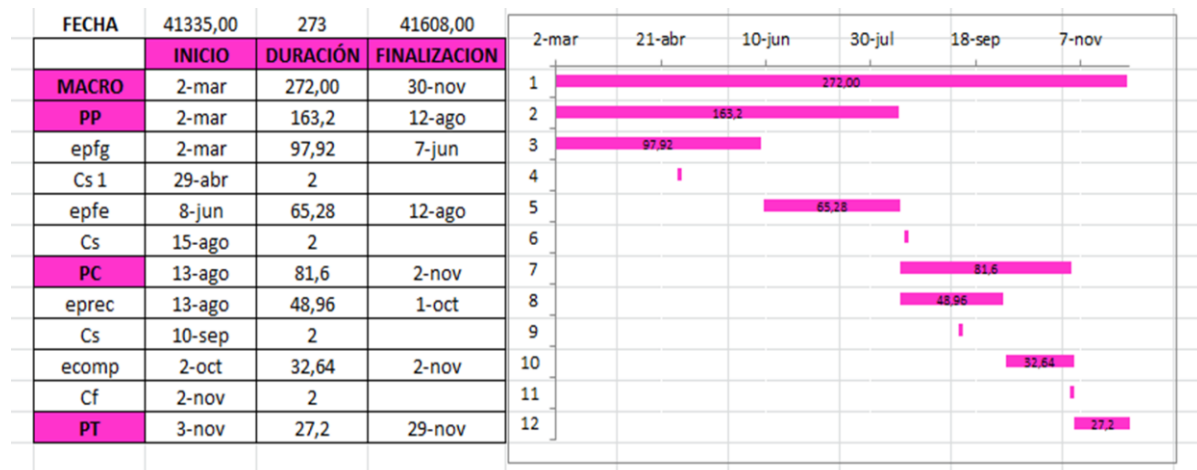 FECHA 41335,00 273 41608,00
INICIO DURACIÓN FINALIZACION
MACRO 2-mar 272,00 30-nov
PP 2-mar 163,2 12-ago
epfg 2-mar 97,92 7-jun
Cs 1 29-abr 2
epfe 8-jun 65,28 12-ago
Cs 15-ago 2
PC 13-ago 81,6 2-nov
eprec 13-ago 48,96 1-oct
Cs 10-sep 2
ecomp 2-oct 32,64 2-nov
Cf 2-nov 2
PT 3-nov 27,2 29-nov
2-mar 21-abr 10-jun 30-jul 18-sep 7-nov
1 272,00
2 163,2
3 97,92
4
5 65,28
6
7 81,6
8 48,96
9
10 32,64
11
12 27,2